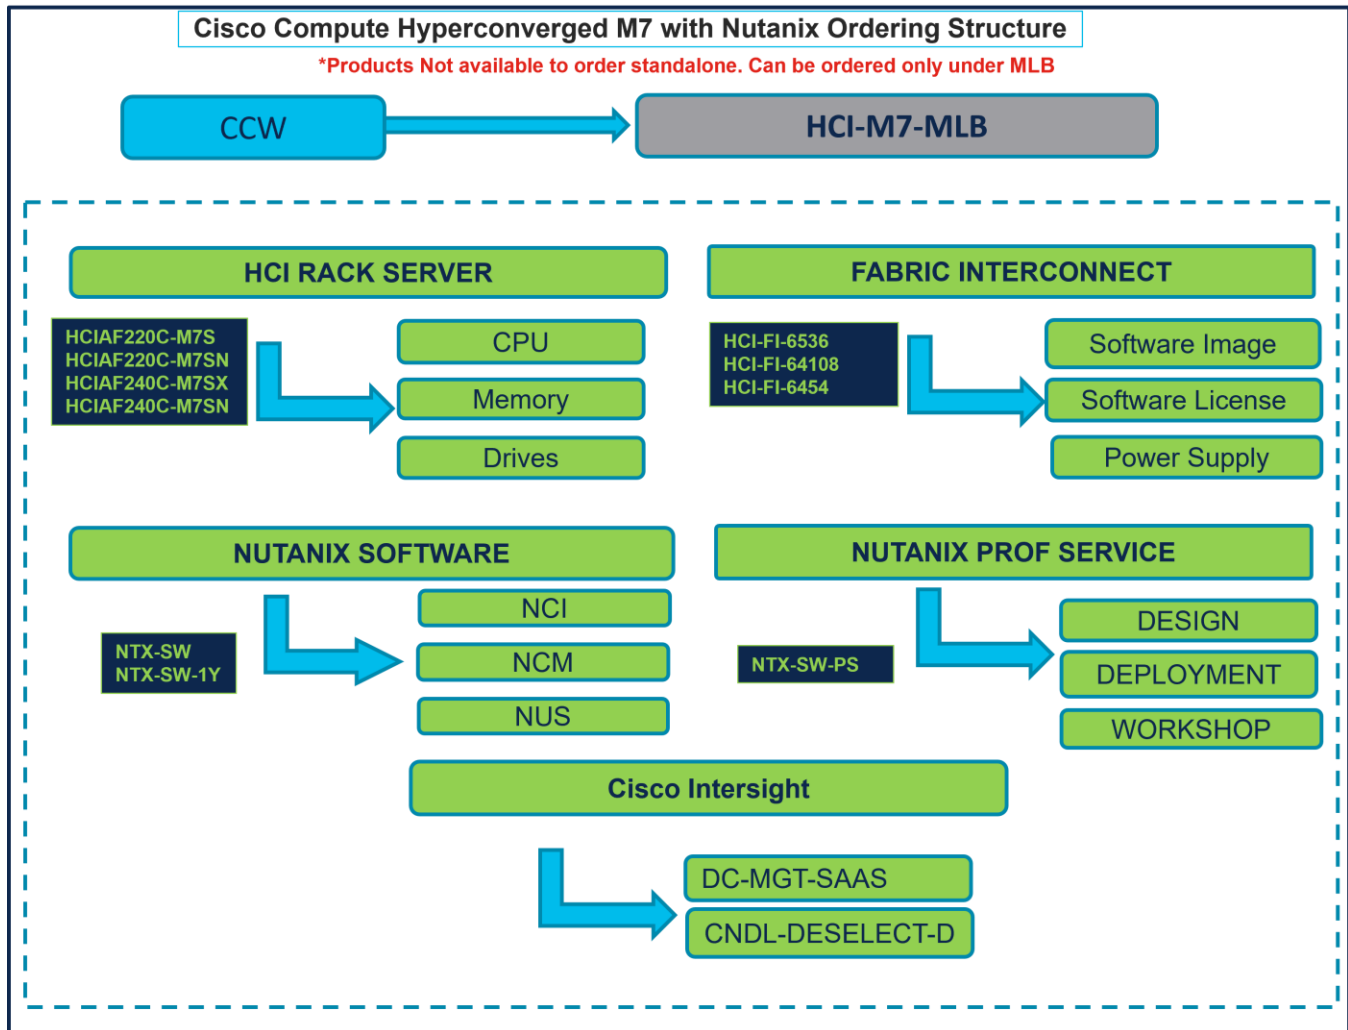 Cisco Compute Hyperconverged M7 with Nutanix Ordering Structure
*Products Not available to order standalone. Can be ordered only under MLB
CCW
HCI-M7-MLB
HCI RACK SERVER
HCIAF220C-M7S
HCIAF220C-M7SN
HCIAF240C-M7SX
HCIAF240C-M7SN
CPU
Memory
Drives
FABRIC INTERCONNECT
HCI-FI-6536
HCI-FI-64108
HCI-FI-6454
Software Image
Software License
Power Supply
NUTANIX SOFTWARE
NTX-SW
NTX-SW-1Y
NCI
NCM
NUS
NUTANIX PROF SERVICE
NTX-SW-PS
DESIGN
DEPLOYMENT
WORKSHOP
Cisco Intersight
DC-MGT-SAAS
CNDL-DESELECT-D